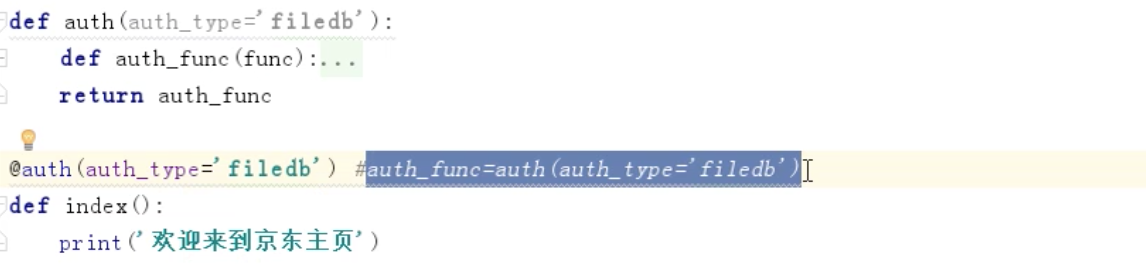 def auth(auth_type='filedb'):
    def auth_func(func):...
    return auth_func
@auth(auth_type='filedb') #auth_func=auth(auth_type='filedb')
def index():
    print('欢迎来到京东主页')